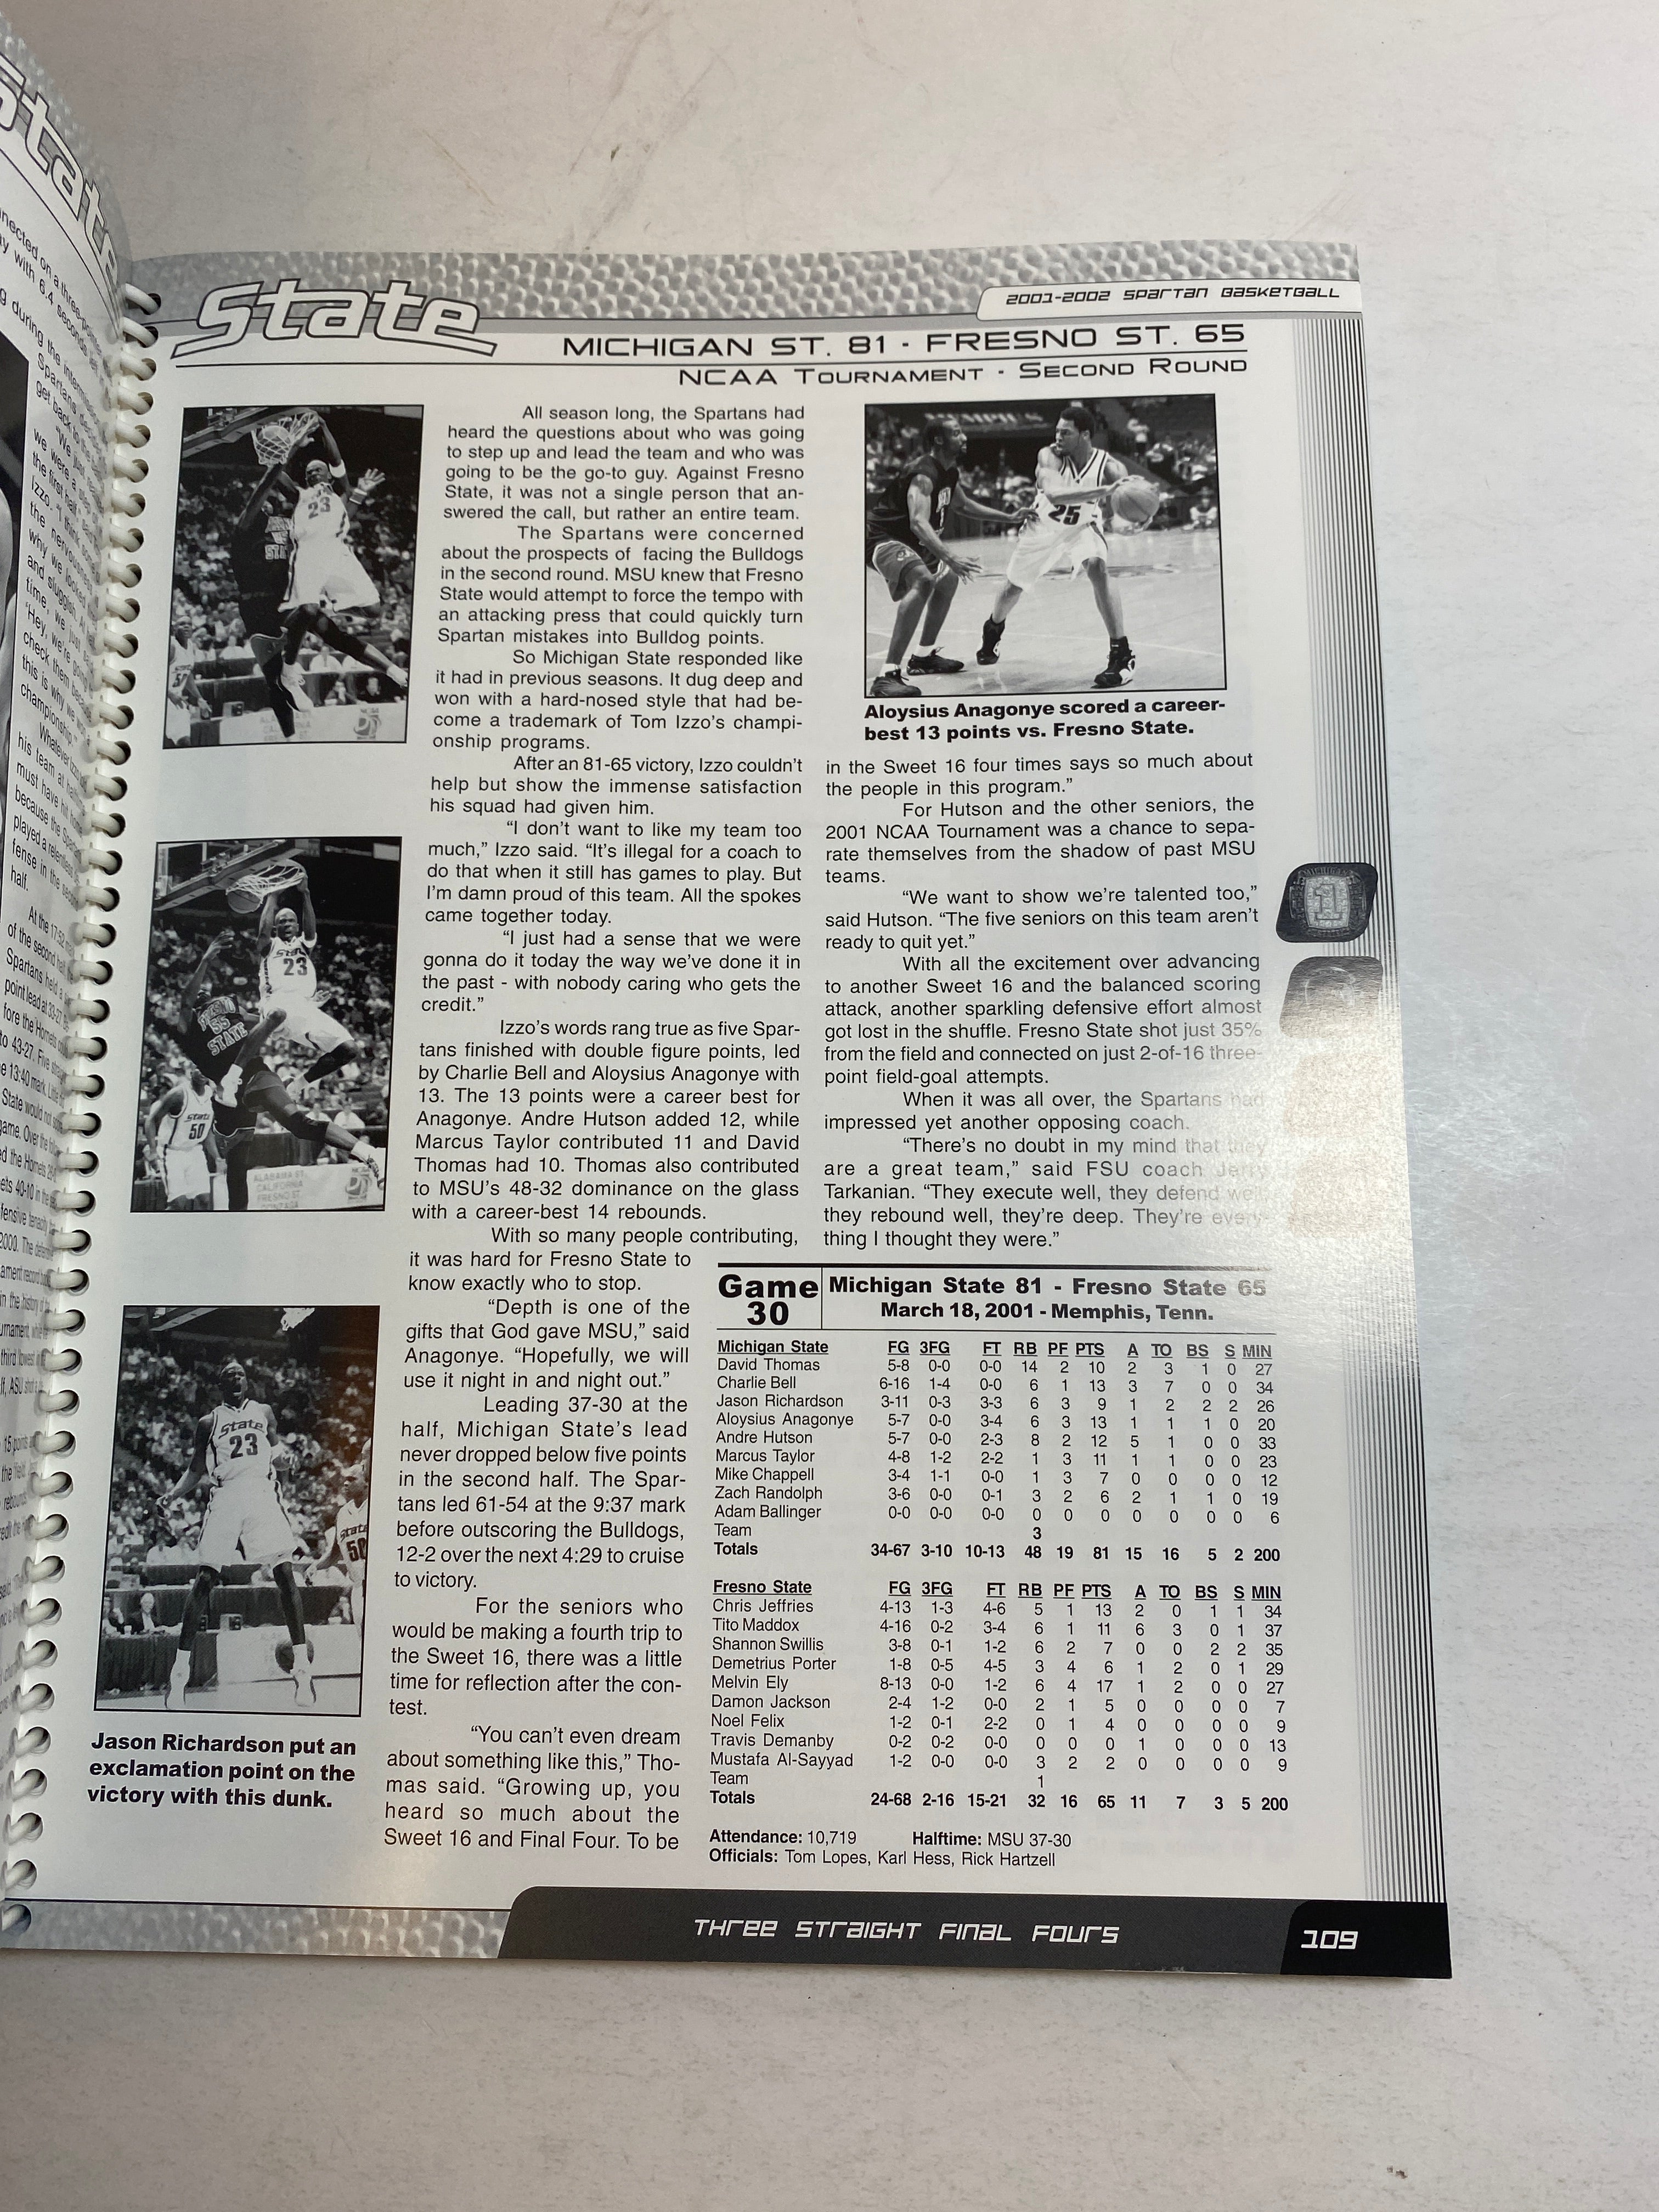 State
2001-2002 Spartan Basketball
Michigan St. 81 - Fresno St. 65
NCAA Tournament - Second Round
All season long, the Spartans had
heard the questions about who was going
to step up and lead the team and who was
going to be the go-to guy. Against Fresno
State, it was not a single person that an-
swered the call, but rather an entire team.
The Spartans were concerned
about the prospects of facing the Bulldogs
in the second round. MSU knew that Fresno
State would attempt to force the tempo with
an attacking press that could quickly turn
Spartan mistakes into Bulldog points.
So Michigan State responded like
it had in previous seasons. It dug deep and
won with a hard-nosed style that had be-
come a trademark of Tom Izzo's champi-
onship programs.
After an 81-65 victory, Izzo couldn't
help but show the immense satisfaction
his squad had given him.
“I don't want to like my team too
much,” Izzo said. “It's illegal for a coach to
do that when it still has games to play. But
I'm damn proud of this team. All the spokes
came together today.
“I just had a sense that we were
gonna do it today the way we've done it in
the past - with nobody caring who gets the
credit.”
Izzo's words rang true as five Spar-
tans finished with double figure points, led
by Charlie Bell and Aloysius Anagonye with
13. The 13 points were a career best for
Anagonye. Andre Hutson added 12, while
Marcus Taylor contributed 11 and David
Thomas had 10. Thomas also contributed
to MSU's 48-32 dominance on the glass
with a career-best 14 rebounds.
With so many people contributing,
it was hard for Fresno State to
know exactly who to stop.
“Depth is one of the
gifts that God gave MSU,” said
Anagonye. “Hopefully, we will
use it night in and night out.”
Leading 37-30 at the
half, Michigan State's lead
never dropped below five points
in the second half. The Spar-
tans led 61-54 at the 9:37 mark
before outscoring the Bulldogs,
12-2 over the next 4:29 to cruise
to victory.
For the seniors who
would be making a fourth trip to
the Sweet 16, there was a little
time for reflection after the con-
test.
“You can't even dream
about something like this,” Tho-
mas said. “Growing up, you
heard so much about the
Sweet 16 and Final Four. To be
Jason Richardson put an
exclamation point on the
victory with this dunk.
Aloysius Anagonye scored a career-
best 13 points vs. Fresno State.
in the Sweet 16 four times says so much about
the people in this program.”
For Hutson and the other seniors, the
2001 NCAA Tournament was a chance to sepa-
rate themselves from the shadow of past MSU
teams.
“We want to show we're talented too,”
said Hutson. “The five seniors on this team aren't
ready to quit yet.”
With all the excitement over advancing
to another Sweet 16 and the balanced scoring
attack, another sparkling defensive effort almost
got lost in the shuffle. Fresno State shot just 35%
from the field and connected on just 2-of-16 three-
point field-goal attempts.
When it was all over, the Spartans had
impressed yet another opposing coach.
“There's no doubt in my mind that they
are a great team,” said FSU coach Jerry
Tarkanian. “They execute well, they defend well,
they rebound well, they're deep. They're every-
thing I thought they were.”
Game 30
Michigan State 81 - Fresno State 65
March 18, 2001 - Memphis, Tenn.
Michigan State FG 3FG FT RB PF PTS A TO BS S MIN
David Thomas 5-8 0-0 0-0 14 2 10 2 3 1 0 27
Charlie Bell 6-16 1-4 0-0 6 1 13 3 7 0 0 34
Jason Richardson 3-11 0-3 3-3 6 3 9 1 2 2 2 26
Aloysius Anagonye 5-7 0-0 3-4 6 3 13 1 1 1 0 20
Andre Hutson 5-7 0-0 2-3 8 2 12 5 1 0 0 33
Marcus Taylor 4-8 1-2 2-2 1 3 11 1 1 0 0 23
Mike Chappell 3-4 1-1 0-0 1 3 7 0 0 0 0 12
Zach Randolph 3-6 0-0 0-1 3 2 6 2 1 1 0 19
Adam Ballinger 0-0 0-0 0-0 0 0 0 0 0 0 0 6
Team 3
Totals 34-67 3-10 10-13 48 19 81 15 16 5 2 200
Fresno State FG 3FG FT RB PF PTS A TO BS S MIN
Chris Jeffries 4-13 1-3 4-6 5 1 13 2 0 1 1 34
Tito Maddox 4-16 0-2 3-4 6 1 11 6 3 0 1 37
Shannon Swillis 3-8 0-1 1-2 6 2 7 0 0 2 2 35
Demetrius Porter 1-8 0-5 4-5 3 4 6 1 2 0 1 29
Melvin Ely 8-13 0-0 1-2 6 4 17 1 2 0 0 27
Damon Jackson 2-4 1-2 0-0 2 1 5 0 0 0 0 7
Noel Felix 1-2 0-1 2-2 0 1 4 0 0 0 0 9
Travis Demanby 0-2 0-2 0-0 0 0 0 1 0 0 0 13
Mustafa Al-Sayyad 1-2 0-0 0-0 3 2 2 0 0 0 0 9
Team 1
Totals 24-68 2-16 15-21 32 16 65 11 7 3 5 200
Attendance: 10,719 Halftime: MSU 37-30
Officials: Tom Lopes, Karl Hess, Rick Hartzell
Three Straight Final Fours
109